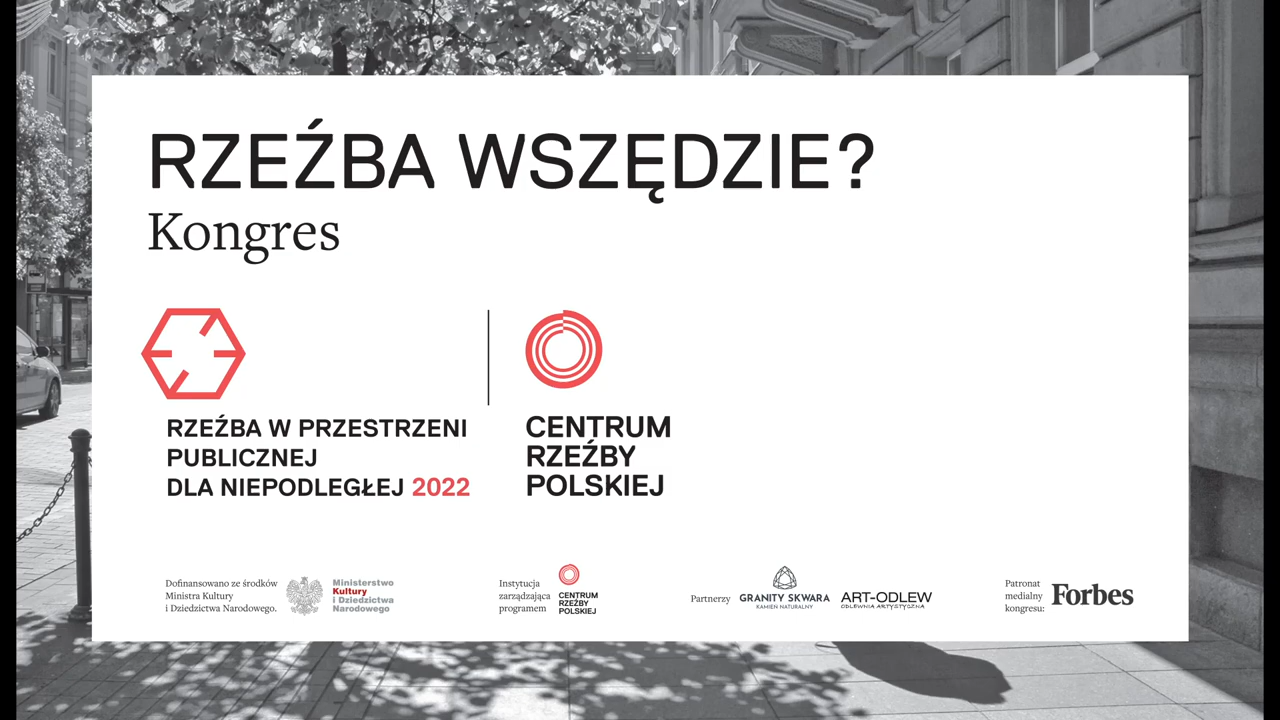 RZEŹBA WSZĘDZIE?
Kongres
RZEŹBA W PRZESTRZENI
PUBLICZNEJ
DLA NIEPODLEGŁEJ 2022
CENTRUM
RZEŹBY
POLSKIEJ
Dofinansowano ze środków
Ministra Kultury
i Dziedzictwa Narodowego.
Ministerstwo
Kultury
i Dziedzictwa
Narodowego
Instytucja
zarządzająca
programem
CENTRUM
RZEŹBY
POLSKIEJ
Partnerzy
GRANITY SKWARA
KAMIEŃ NATURALNY
ART-ODLEW
ODLEWNIA ARTYSTYCZNA
Patronat
medialny
kongresu:
Forbes